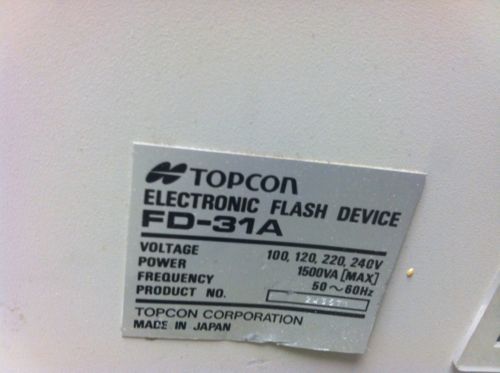 TOPCON
ELECTRONIC FLASH DEVICE
FD-31A
VOLTAGE 100, 120, 220, 240V
POWER 1500VA [MAX]
FREQUENCY 50~60Hz
PRODUCT NO.
TOPCON CORPORATION
MADE IN JAPAN